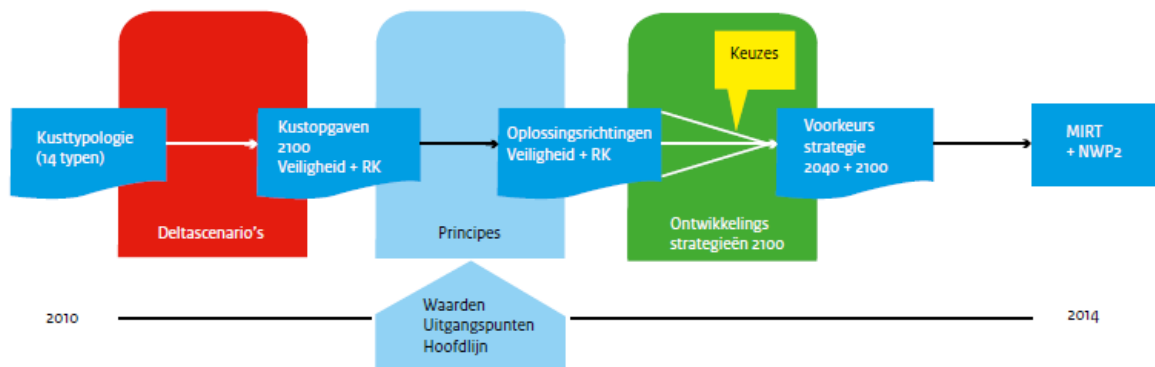 Keuzes
Kusttypologie
(14 typen)
Kustopgaven
2100
Veiligheid + RK
Oplossingsrichtingen
Veiligheid + RK
Voorkeurs
strategie
2040 + 2100
MIRT
+ NWP2
Deltascenario's
Principes
Ontwikkelings
strategieën 2100
2010
Waarden
Uitgangspunten
Hoofdlijn
2014